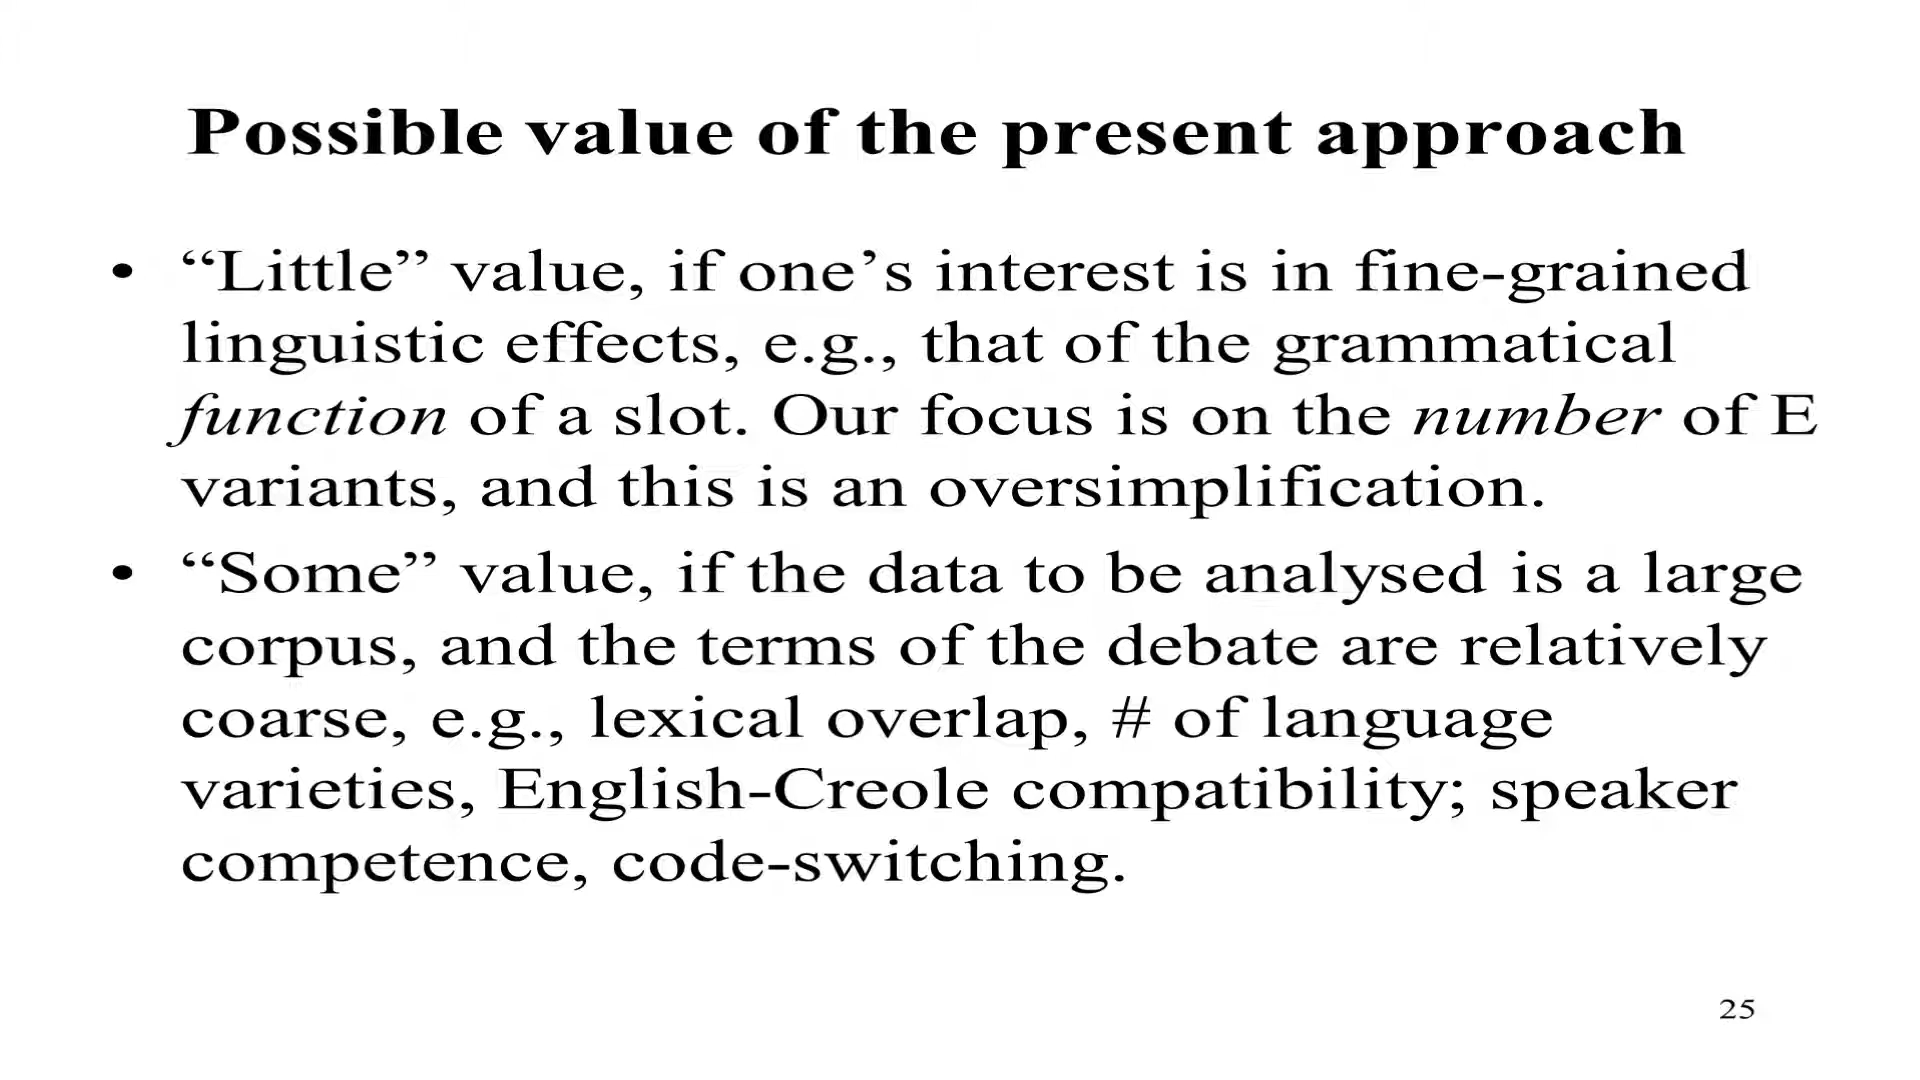 Possible value of the present approach
• “Little” value, if one’s interest is in fine-grained
linguistic effects, e.g., that of the grammatical
function of a slot. Our focus is on the number of E
variants, and this is an oversimplification.
• “Some” value, if the data to be analysed is a large
corpus, and the terms of the debate are relatively
coarse, e.g., lexical overlap, # of language
varieties, English-Creole compatibility; speaker
competence, code-switching.
25